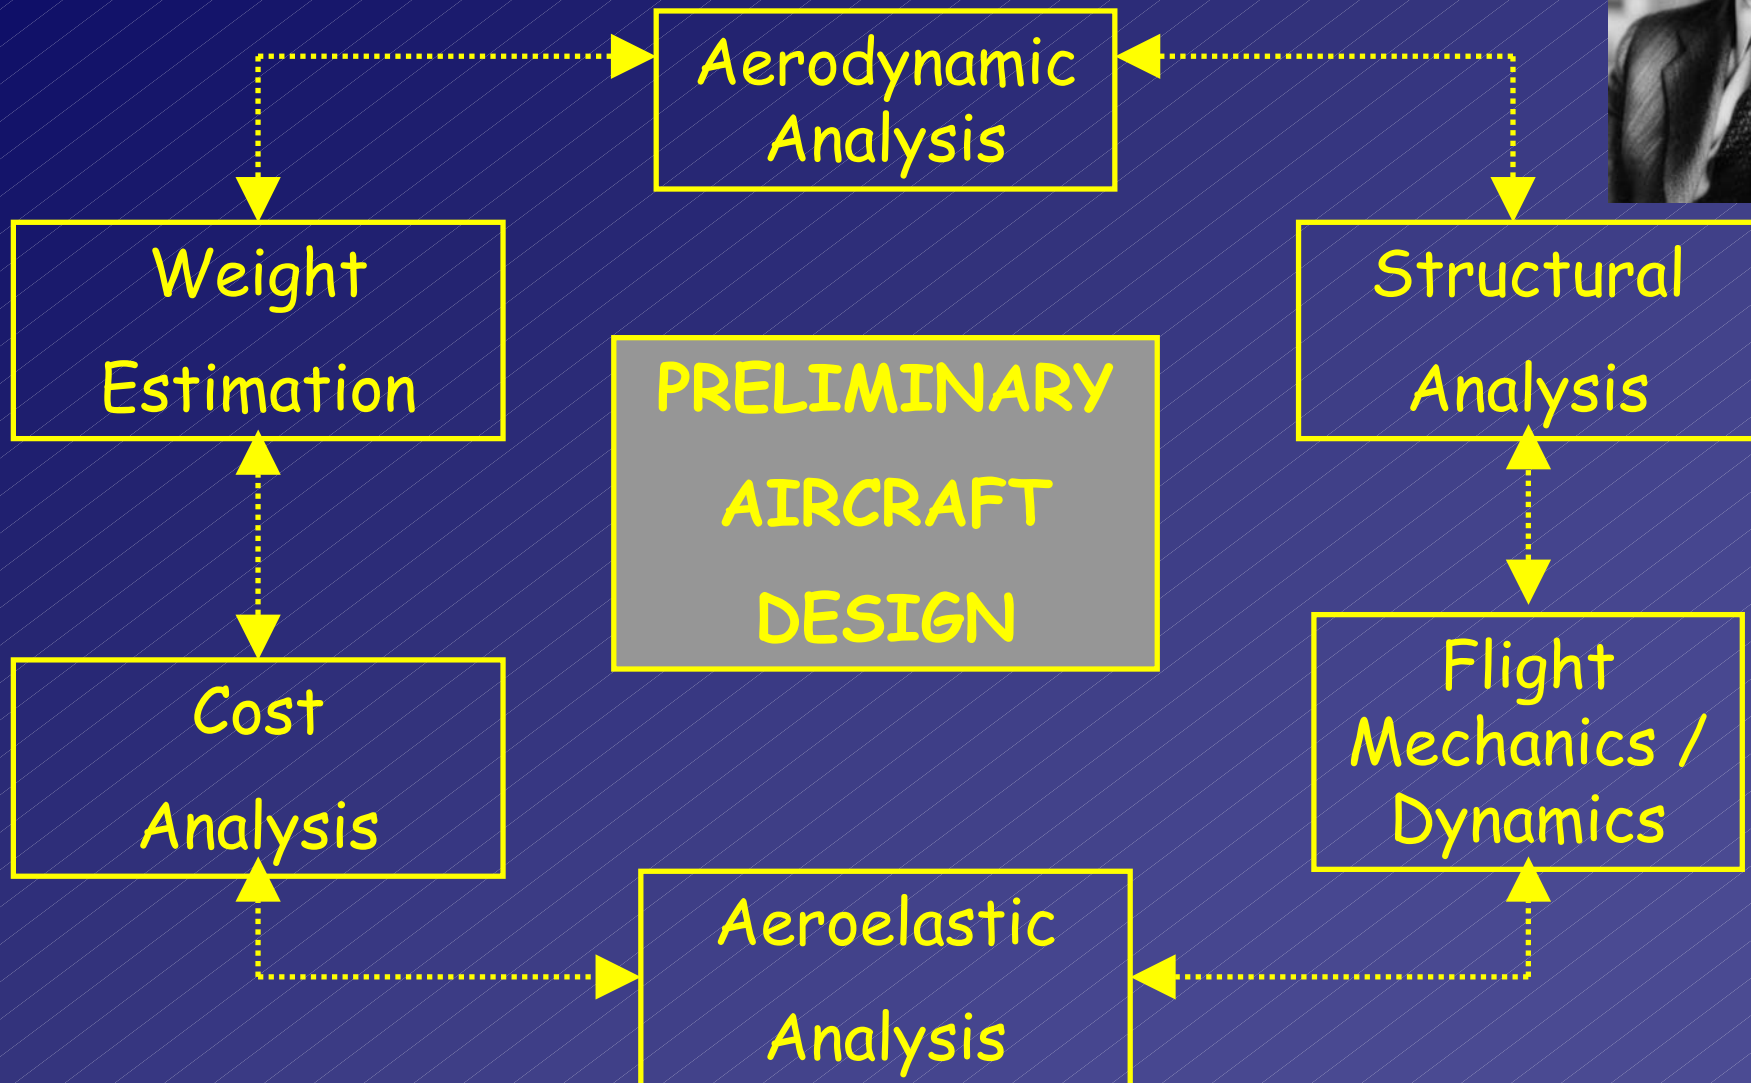 Aerodynamic
Analysis
Weight
Estimation
Structural
Analysis
PRELIMINARY
AIRCRAFT
DESIGN
Cost
Analysis
Flight
Mechanics /
Dynamics
Aeroelastic
Analysis